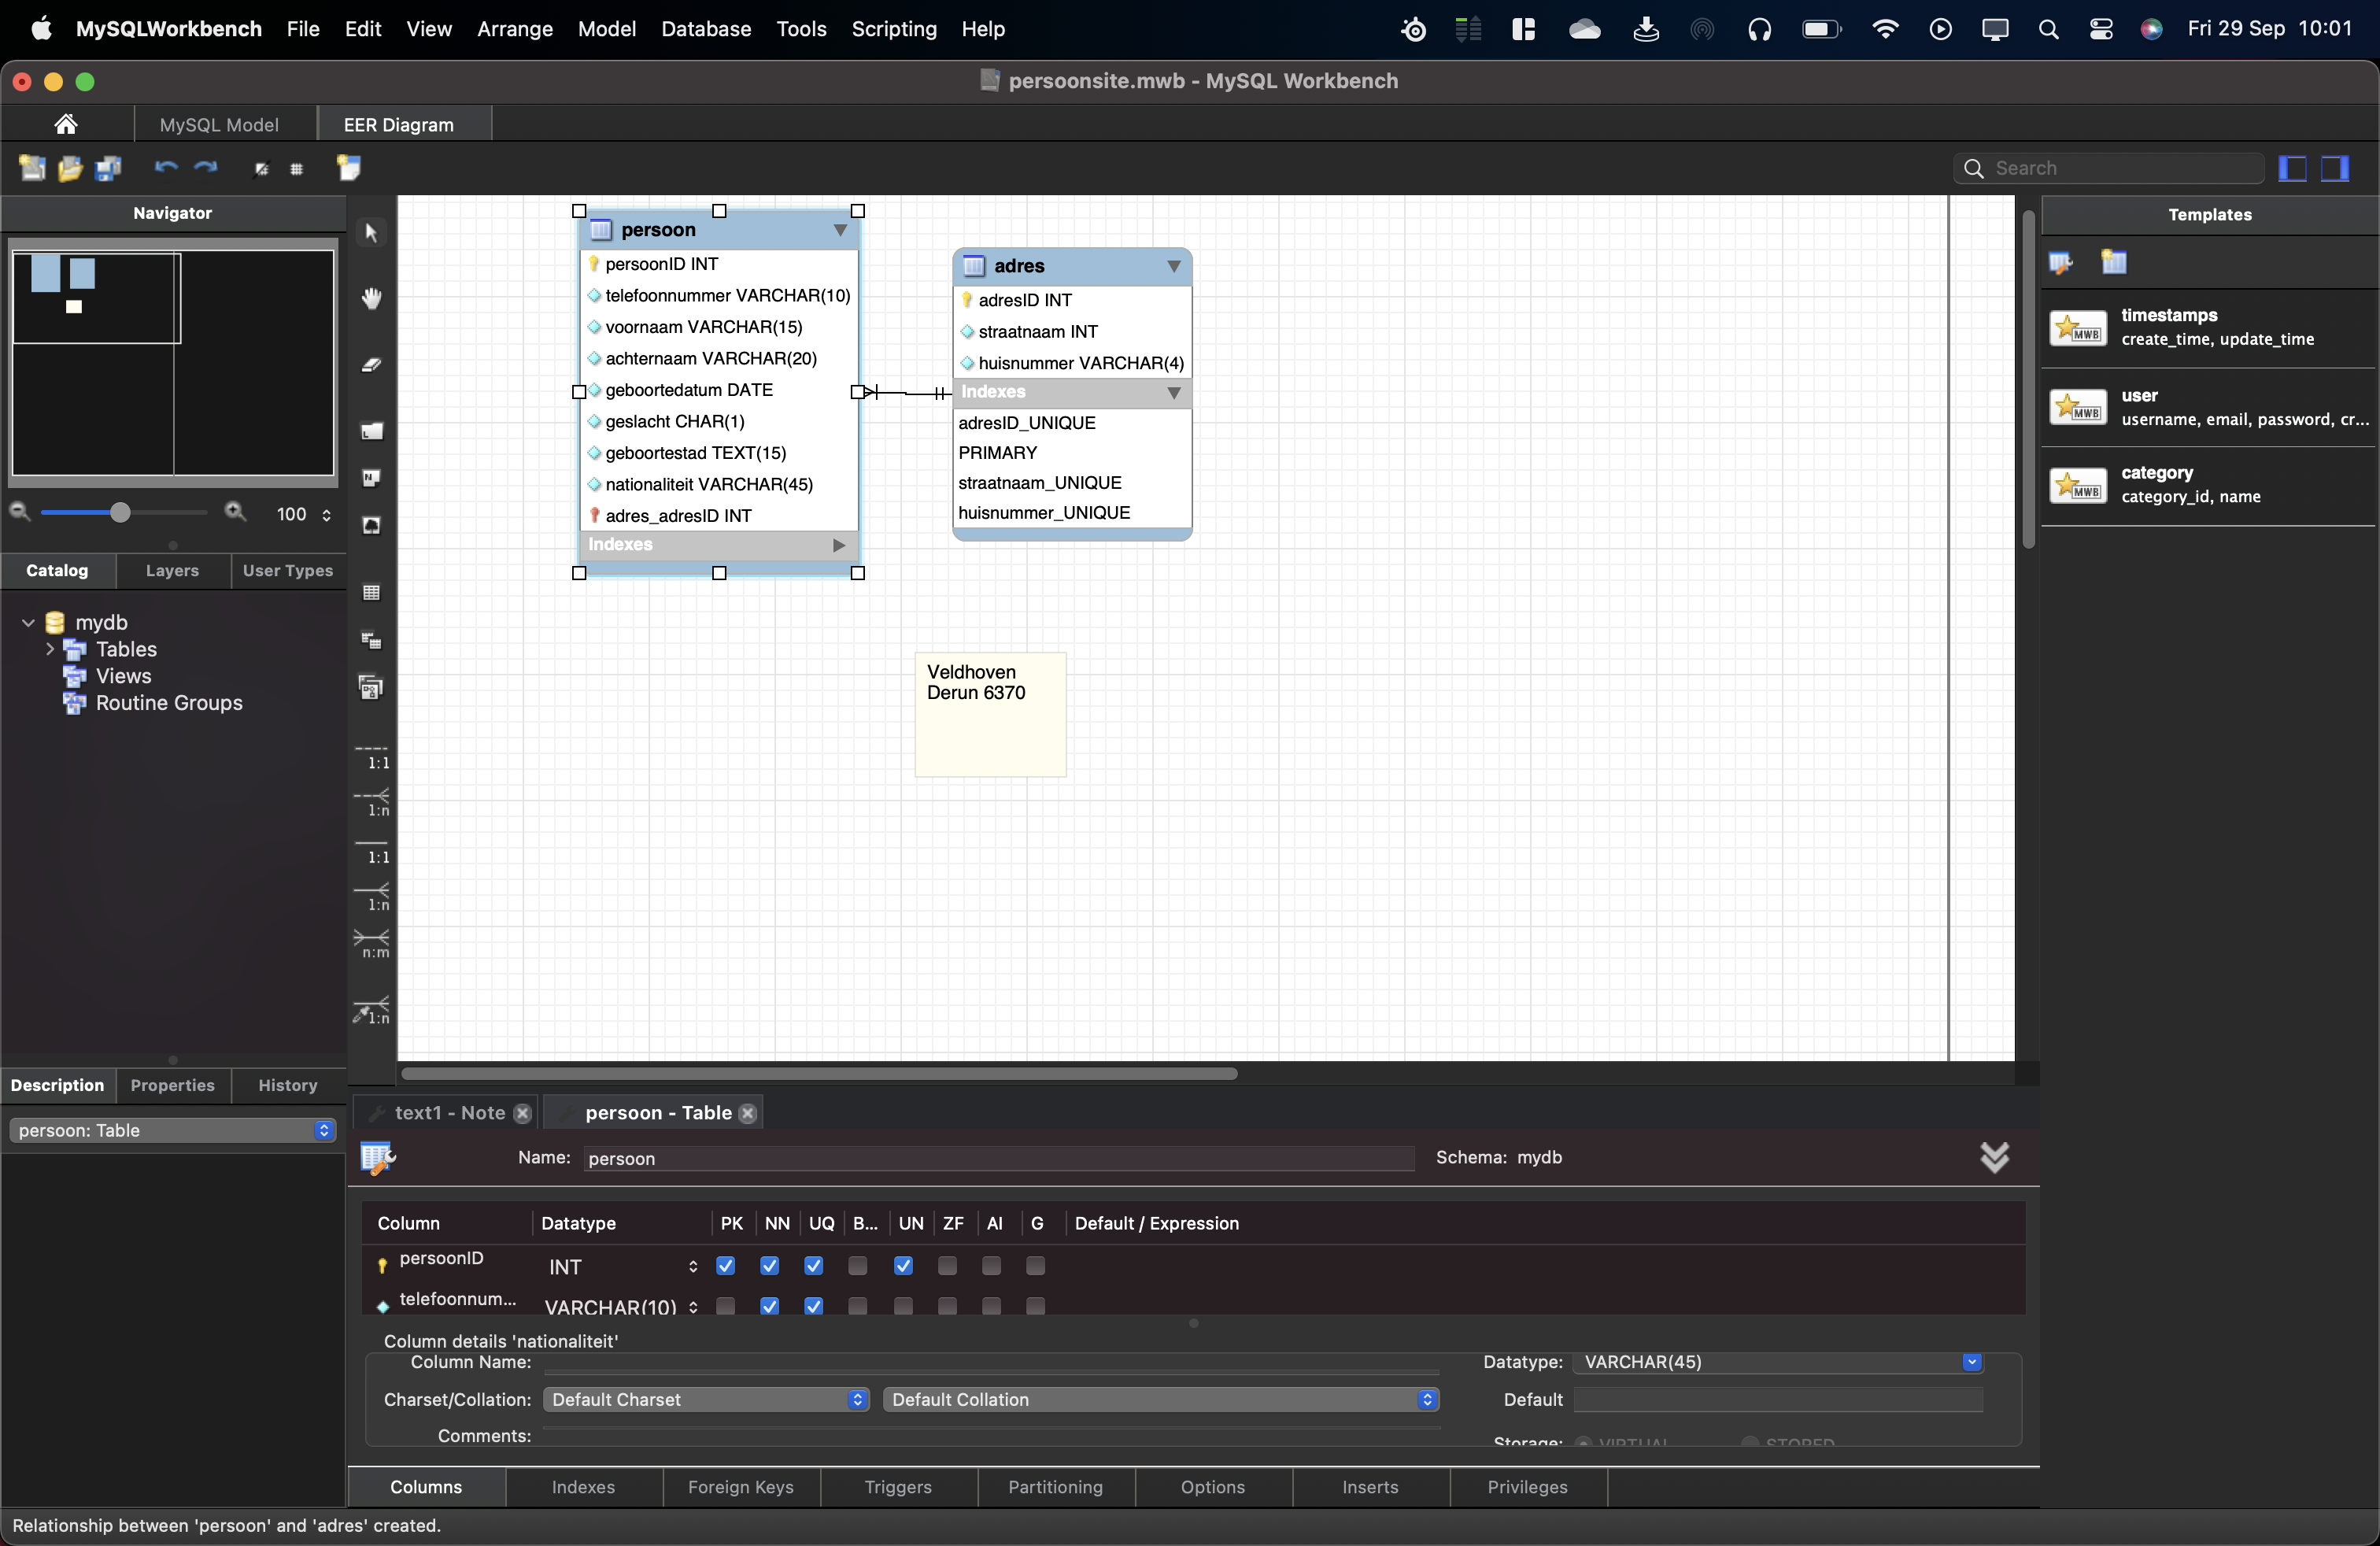 MySQLWorkbench File Edit View Arrange Model Database Tools Scripting Help Fri 29 Sep 10:01
persoonsite.mwb - MySQL Workbench
MySQL Model EER Diagram
Search
Navigator
100
Catalog Layers User Types
mydb
Tables
Views
Routine Groups
Description Properties History
persoon: Table
L
N
1:1
1:n
1:1
1:n
n:m
1:n
persoon
persoonID INT
telefoonnummer VARCHAR(10)
voornaam VARCHAR(15)
achternaam VARCHAR(20)
geboortedatum DATE
geslacht CHAR(1)
geboortestad TEXT(15)
nationaliteit VARCHAR(45)
adres_adresID INT
Indexes
adres
adresID INT
straatnaam INT
huisnummer VARCHAR(4)
Indexes
adresID_UNIQUE
PRIMARY
straatnaam_UNIQUE
huisnummer_UNIQUE
Veldhoven
Derun 6370
Templates
MWB
timestamps
create_time, update_time
MWB
user
username, email, password, cr...
MWB
category
category_id, name
text1 - Note persoon - Table
Name: persoon Schema: mydb
Column Datatype PK NN UQ B... UN ZF AI G Default / Expression
persoonID INT
telefoonnum... VARCHAR(10)
Column details 'nationaliteit'
Column Name: Datatype: VARCHAR(45)
Charset/Collation: Default Charset Default Collation Default
Comments: Storage: VIRTUAL STORED
Columns Indexes Foreign Keys Triggers Partitioning Options Inserts Privileges
Relationship between 'persoon' and 'adres' created.